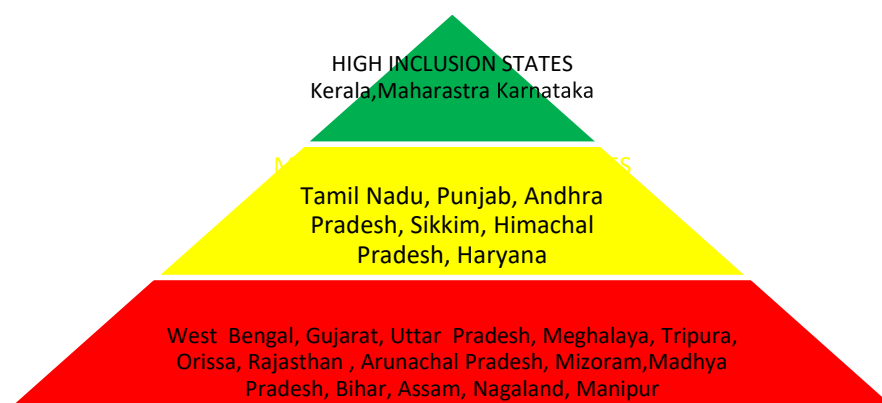 HIGH INCLUSION STATES
Kerala,Maharastra Karnataka
Tamil Nadu, Punjab, Andhra
Pradesh, Sikkim, Himachal
Pradesh, Haryana
West Bengal, Gujarat, Uttar Pradesh, Meghalaya, Tripura,
Orissa, Rajasthan , Arunachal Pradesh, Mizoram,Madhya
Pradesh, Bihar, Assam, Nagaland, Manipur